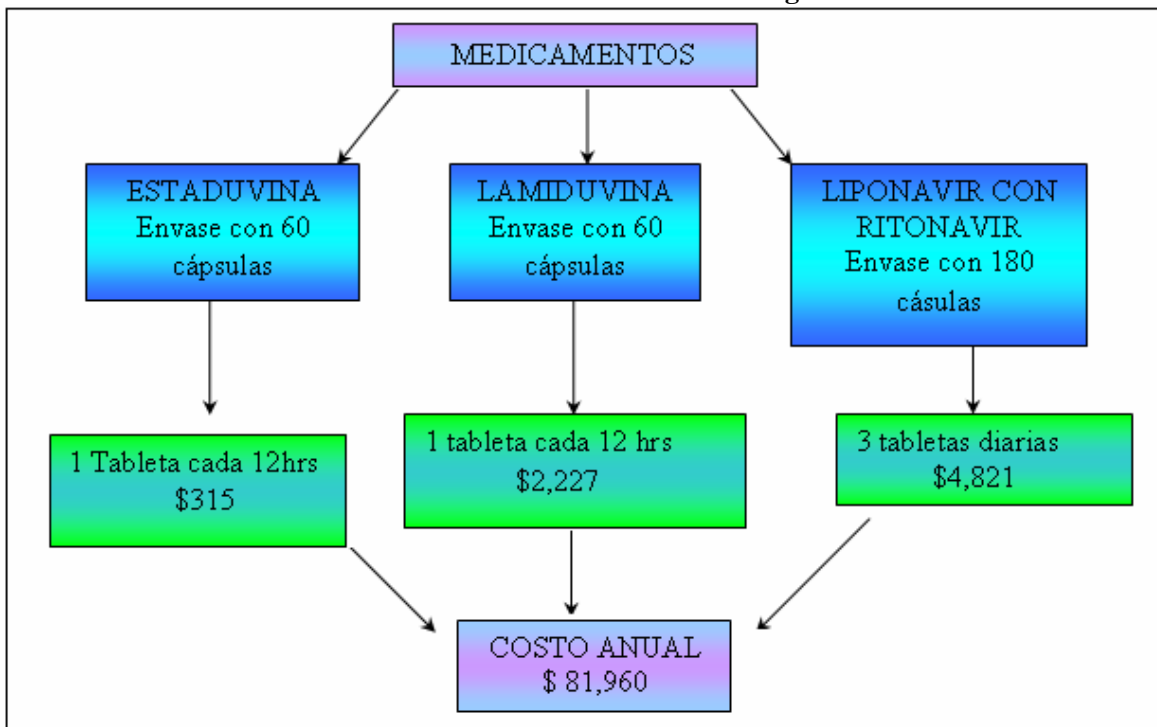 MEDICAMENTOS
ESTADUVINA
Envase con 60
cápsulas
LAMIDUVINA
Envase con 60
cápsulas
LIPONAVIR CON
RITONAVIR
Envase con 180
cásulas
1 Tableta cada 12hrs
$315
1 tableta cada 12 hrs
$2,227
3 tabletas diarias
$4,821
COSTO ANUAL
$ 81,960